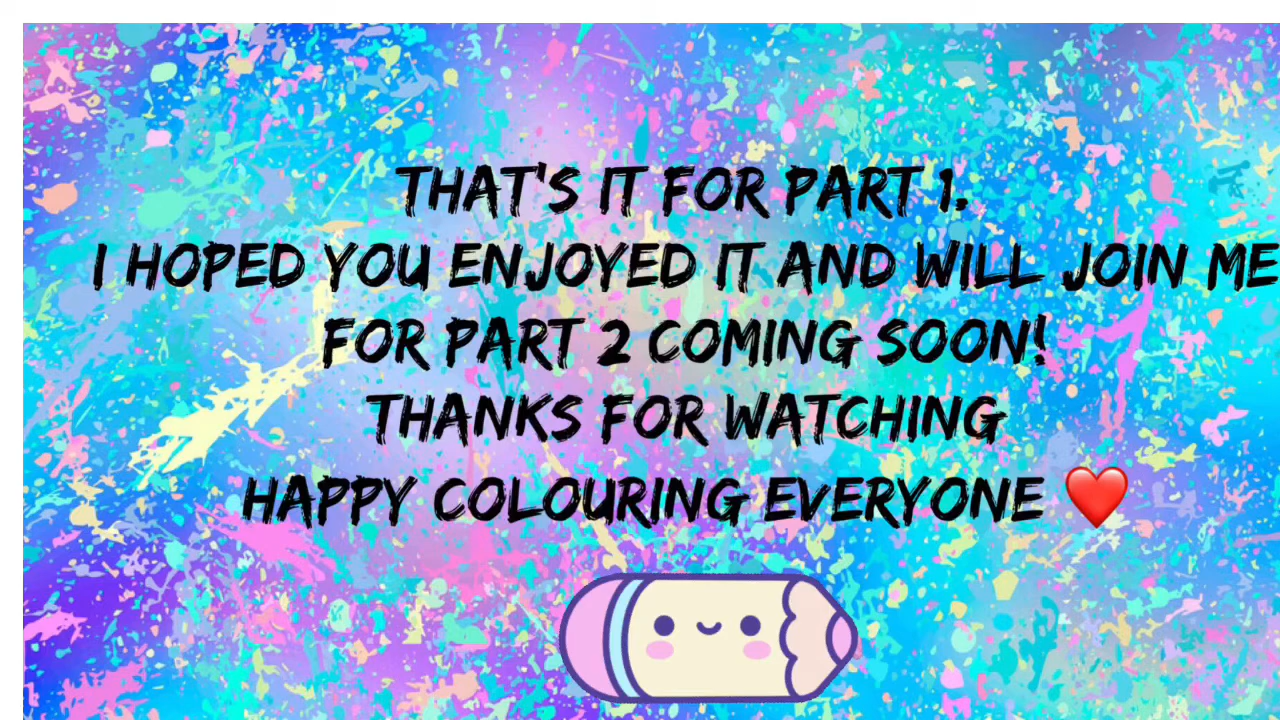 THAT'S IT FOR PART 1.
I HOPED YOU ENJOYED IT AND WILL JOIN ME
FOR PART 2 COMING SOON!
THANKS FOR WATCHING
HAPPY COLOURING EVERYONE ❤️